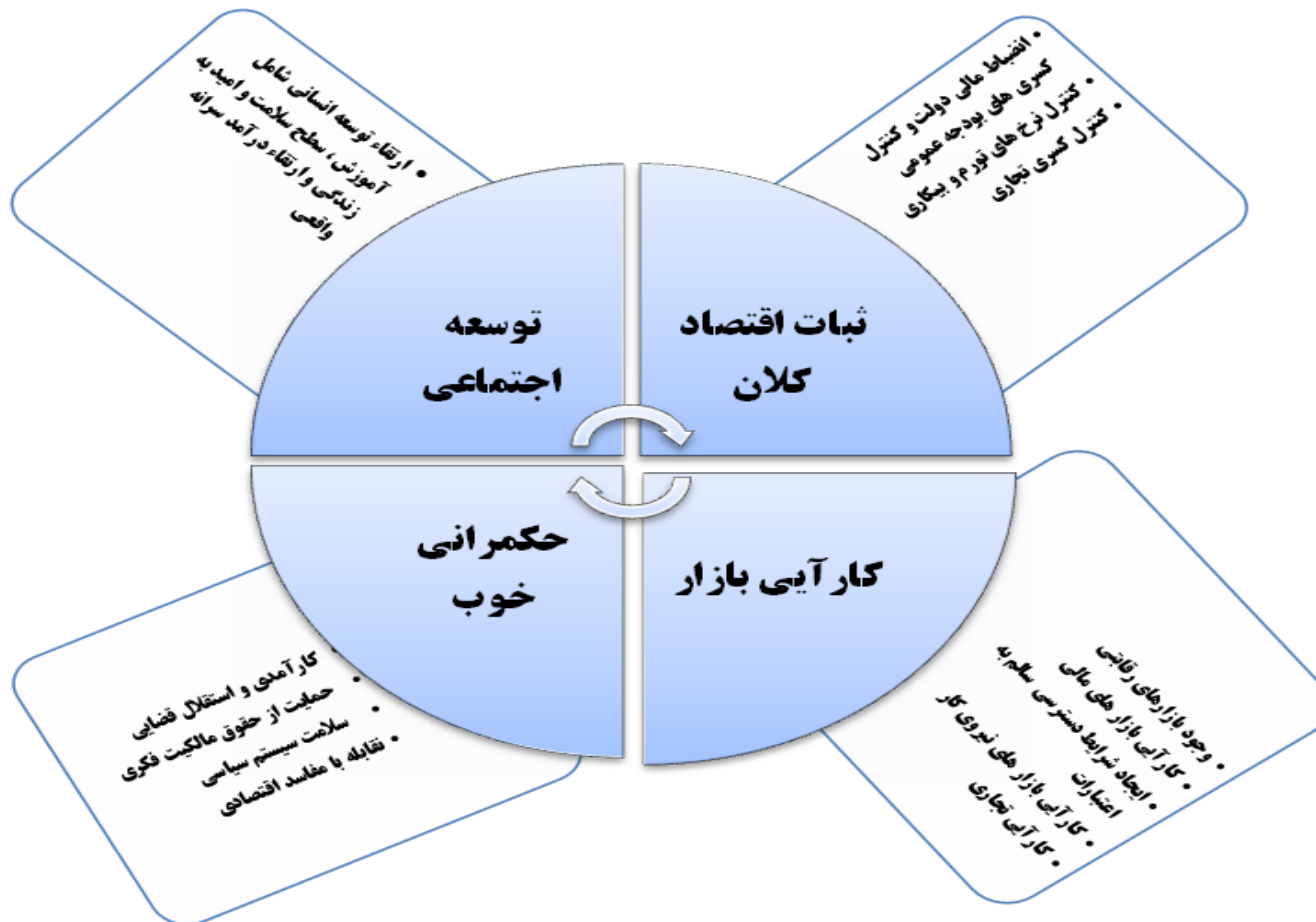 ارتقاء توسعه انسانی شامل
آموزش ، سطح سلامت و امید به
زندگی و ارتقاء درآمد سرانه
واقعی
• انضباط مالی دولت و کنترل
کسری های بودجه عمومی
• کنترل نرخ های تورم و بیکاری
• کنترل کسری تجاری
توسعه
اجتماعی
ثبات اقتصاد
کلان
حکمرانی
خوب
کارآیی بازار
• کارآمدی و استقلال قضایی
• حمایت از حقوق مالکیت فکری
• سلامت سیستم سیاسی
• نقابله با مفاسد اقتصادی
• وجود بازارهای رقابتی
• کارآیی بازار های مالی
• ایجاد شرایط دسترسی سالم به
اعتبارات
• کارآیی بازار های نیروی کار
• کارآیی تجاری